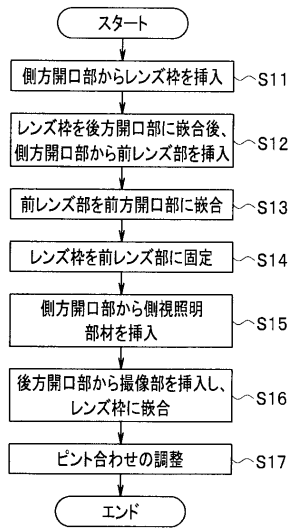 スタート
側方開口部からレンズ枠を挿入
S11
レンズ枠を後方開口部に嵌合後、
側方開口部から前レンズ部を挿入
S12
前レンズ部を前方開口部に嵌合
S13
レンズ枠を前レンズ部に固定
S14
側方開口部から側視照明
部材を挿入
S15
後方開口部から撮像部を挿入し、
レンズ枠に嵌合
S16
ピント合わせの調整
S17
エンド